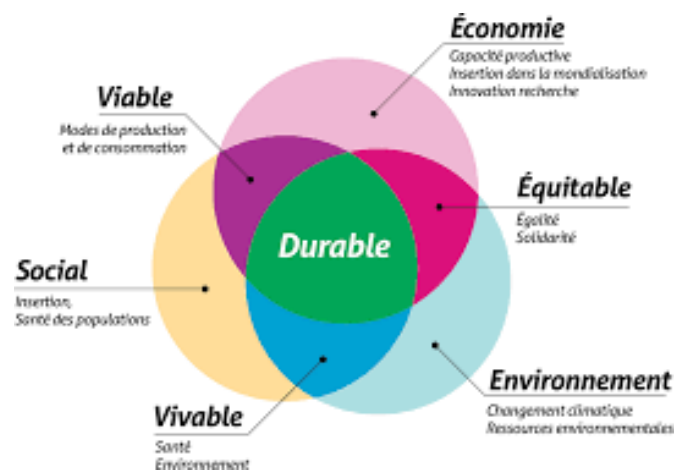 Économie
Capacité productive
Insertion dans la mondialisation
Innovation recherche
Viable
Modes de production
et de consommation
Équitable
Égalité
Solidarité
Durable
Social
Insertion,
Santé des populations
Environnement
Changement climatique
Ressources environnementales
Vivable
Santé
Environnement